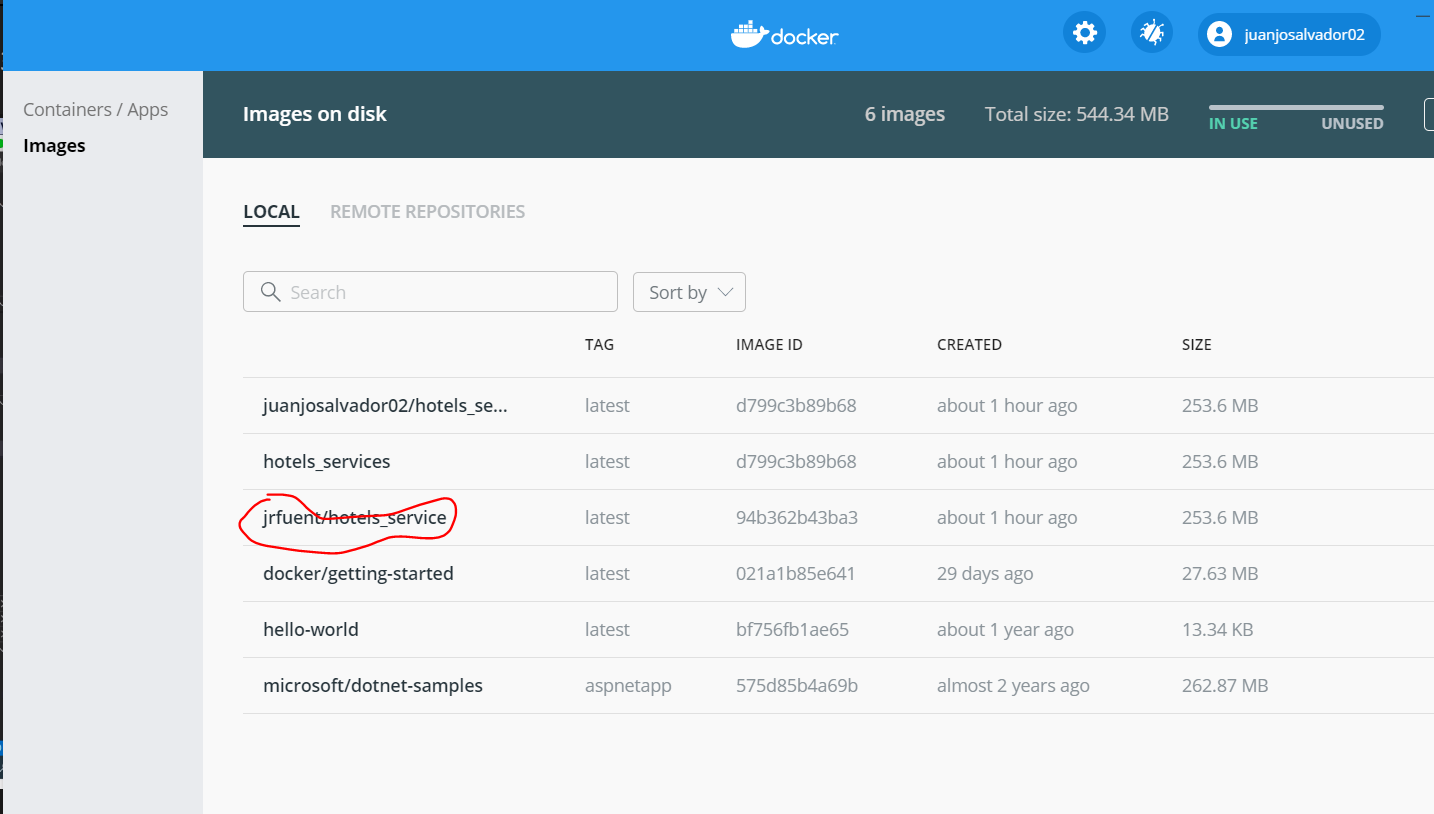 docker
juanjosalvador02
Containers / Apps
Images
Images on disk
6 images
Total size: 544.34 MB
IN USE
UNUSED
LOCAL
REMOTE REPOSITORIES
Search
Sort by
TAG IMAGE ID CREATED SIZE
juanjosalvador02/hotels_se... latest d799c3b89b68 about 1 hour ago 253.6 MB
hotels_services latest d799c3b89b68 about 1 hour ago 253.6 MB
jrfuent/hotels_service latest 94b362b43ba3 about 1 hour ago 253.6 MB
docker/getting-started latest 021a1b85e641 29 days ago 27.63 MB
hello-world latest bf756fb1ae65 about 1 year ago 13.34 KB
microsoft/dotnet-samples aspnetapp 575d85b4a69b almost 2 years ago 262.87 MB